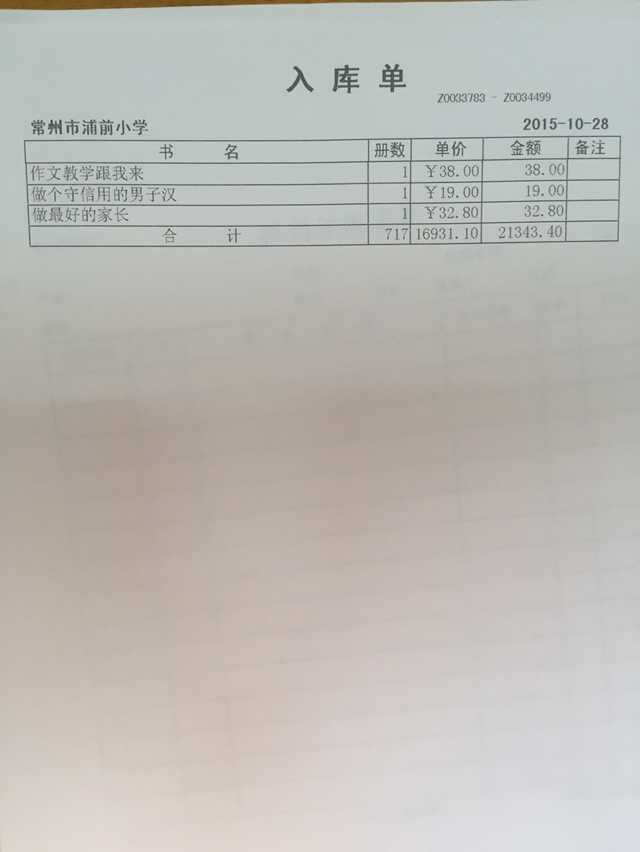 入库单
Z0033783 - Z0034499
常州市浦前小学 2015-10-28
书名 册数 单价 金额 备注
作文教学跟我来 1 ￥38.00 38.00
做个守信用的男子汉 1 ￥19.00 19.00
做最好的家长 1 ￥32.80 32.80
合计 717 16931.10 21343.40